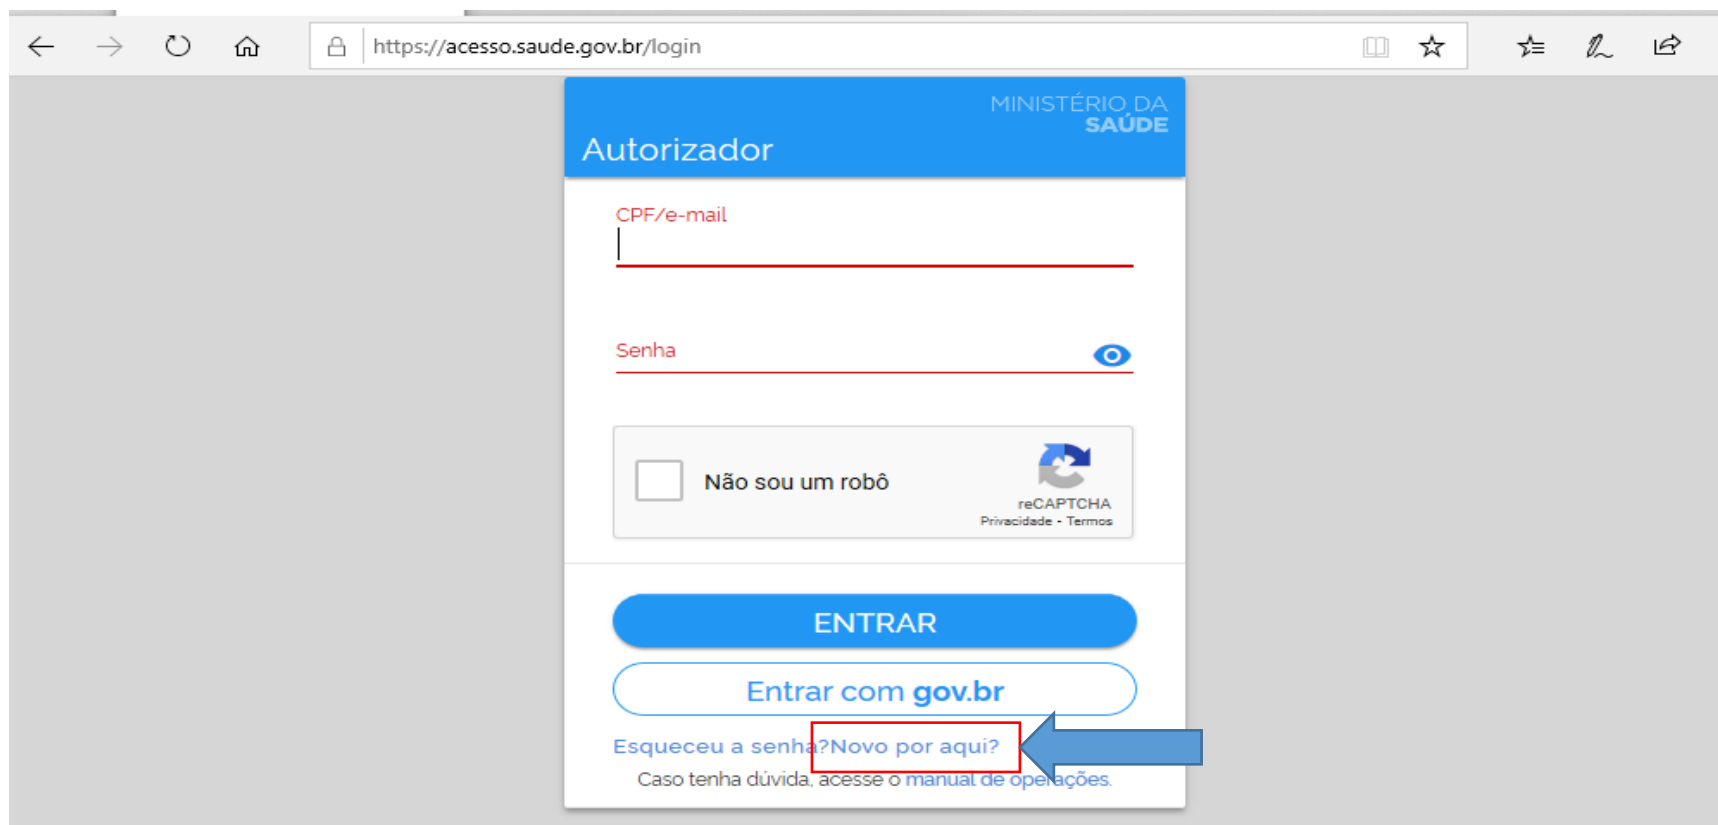 https://acesso.saude.gov.br/login
MINISTÉRIO DA
SAÚDE
Autorizador
CPF/e-mail
Senha
Não sou um robô
reCAPTCHA
Privacidade - Termos
ENTRAR
Entrar com gov.br
Esqueceu a senha?Novo por aqui?
Caso tenha dúvida, acesse o manual de operações.